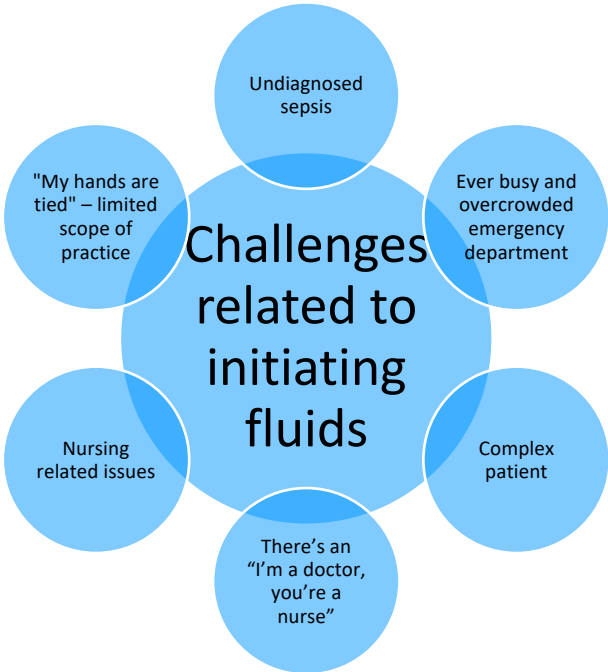 Undiagnosed
sepsis
"My hands are
tied" – limited
scope of
practice
Ever busy and
overcrowded
emergency
department
Challenges
related to
initiating
fluids
Nursing
related issues
Complex
patient
There’s an
“I’m a doctor,
you’re a
nurse”